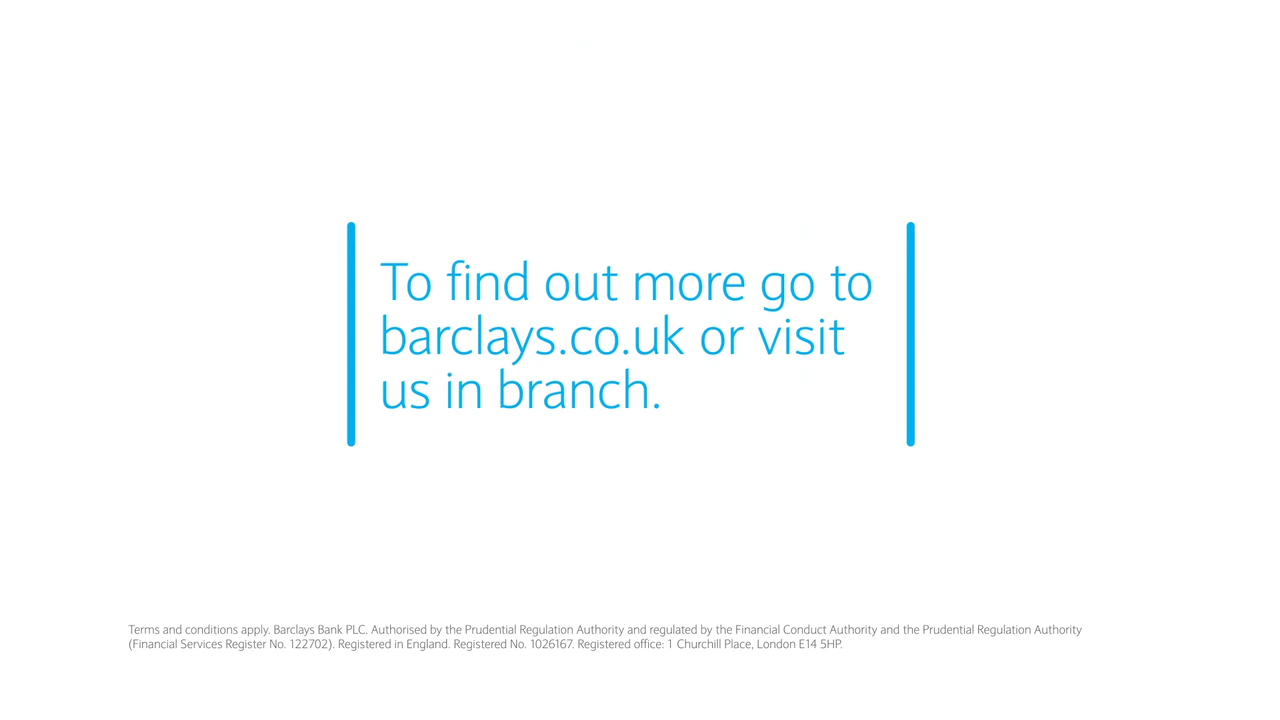 To find out more go to
barclays.co.uk or visit
us in branch.
Terms and conditions apply. Barclays Bank PLC. Authorised by the Prudential Regulation Authority and regulated by the Financial Conduct Authority and the Prudential Regulation Authority
(Financial Services Register No. 122702). Registered in England. Registered No. 1026167. Registered office: 1 Churchill Place, London E14 5HP.